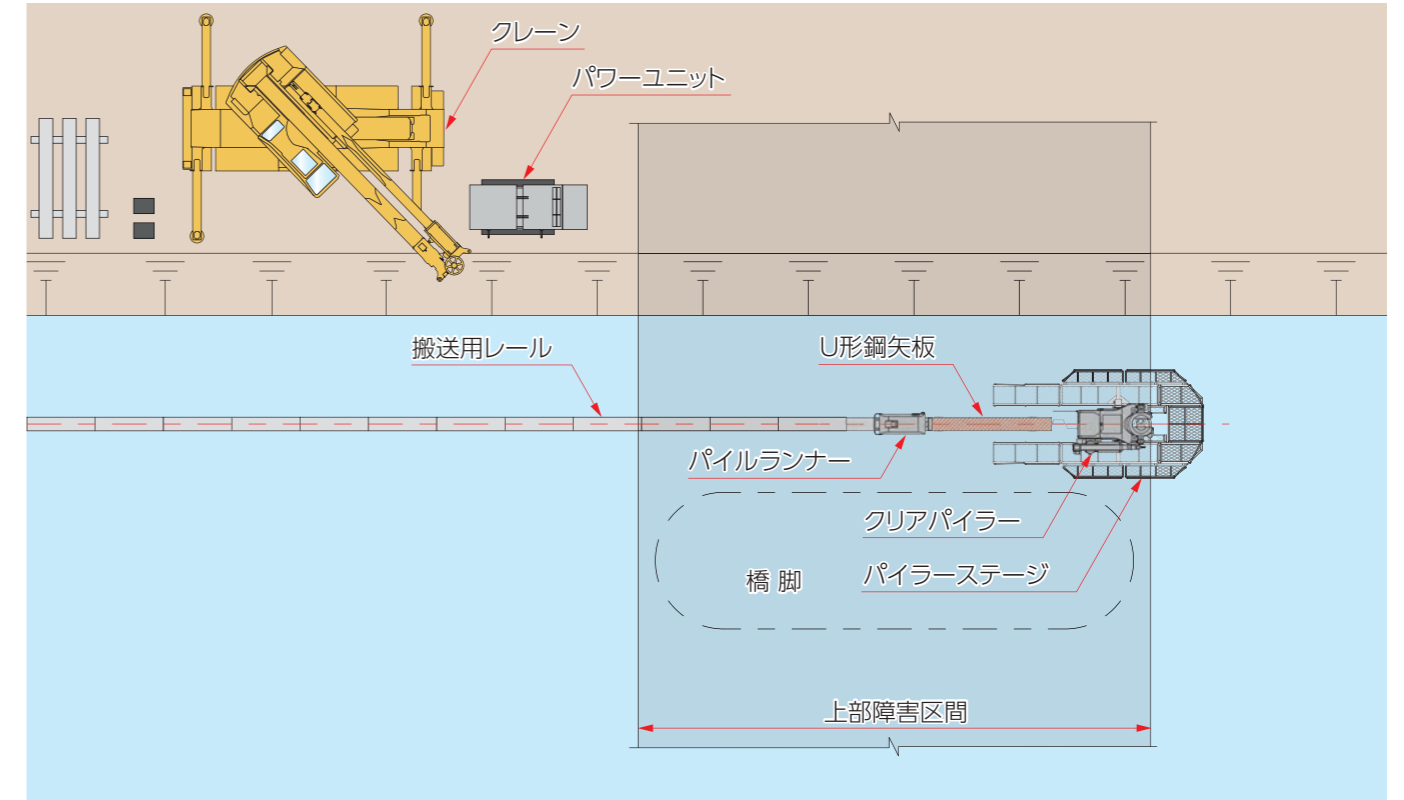 クレーン
パワーユニット
搬送用レール
U形鋼矢板
パイルランナー
クリアパイラー
橋 脚
パイラーステージ
上部障害区間